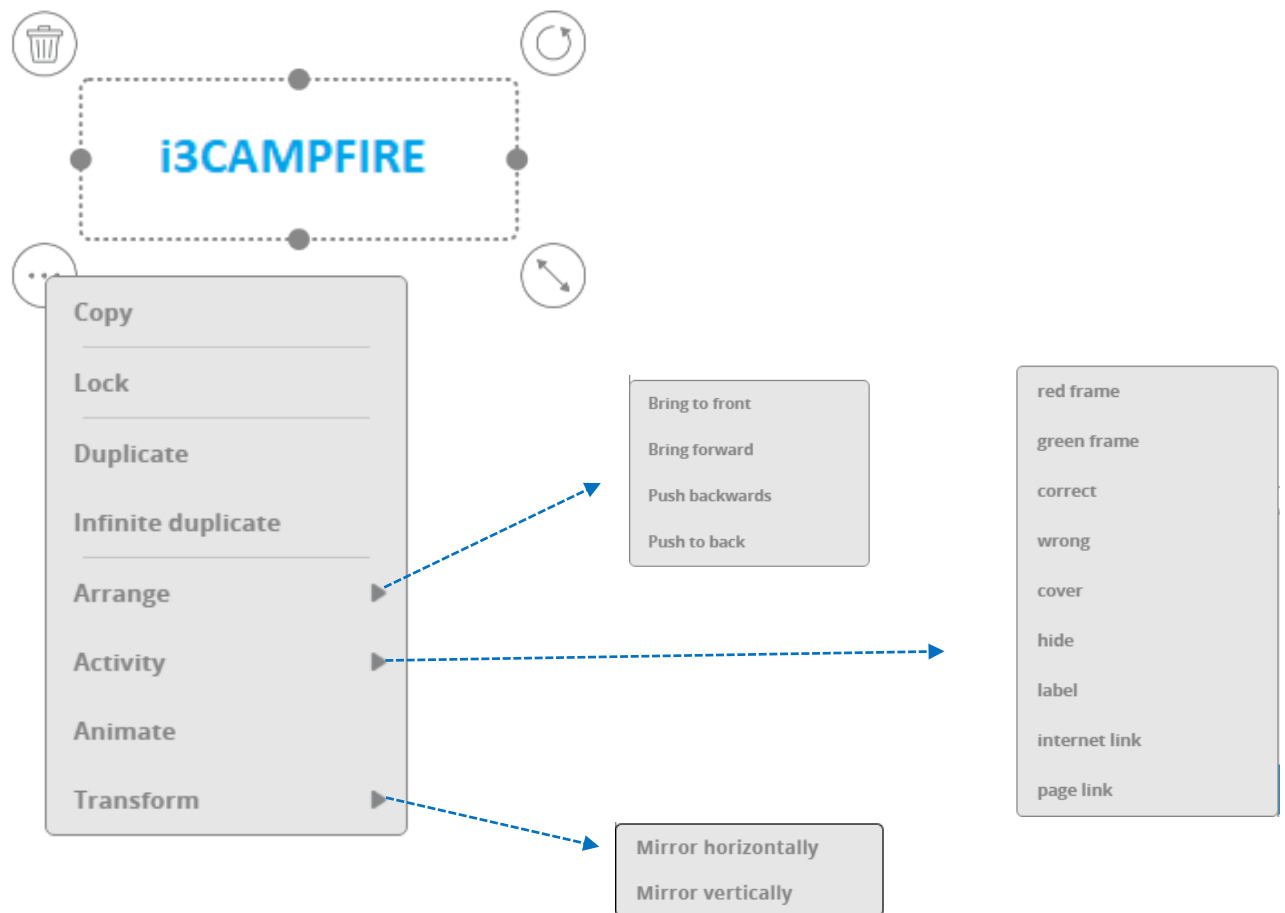 i3CAMPFIRE
Copy
Lock
Duplicate
Infinite duplicate
Arrange
Activity
Animate
Transform
Bring to front
Bring forward
Push backwards
Push to back
red frame
green frame
correct
wrong
cover
hide
label
internet link
page link
Mirror horizontally
Mirror vertically